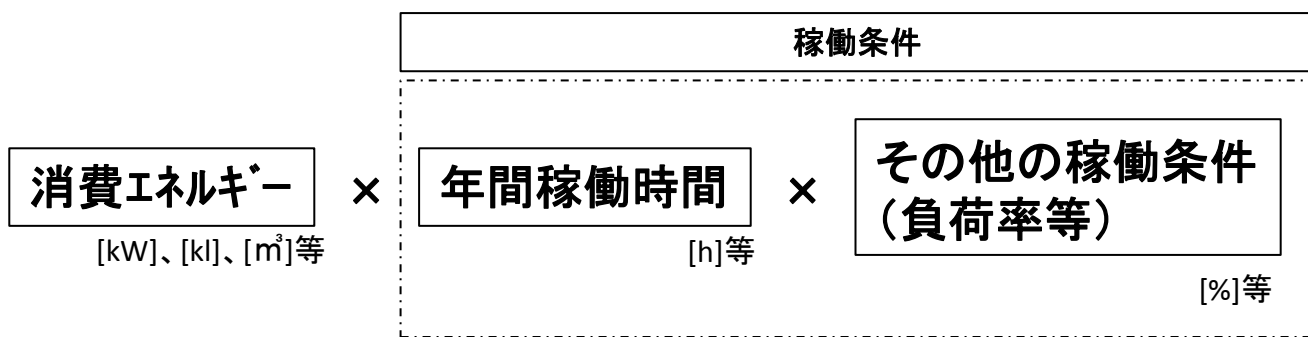 稼働条件
消費エネルギー × 年間稼働時間 × その他の稼働条件
(負荷率等)
[kW]、[kl]、[㎥]等
[h]等
[%]等